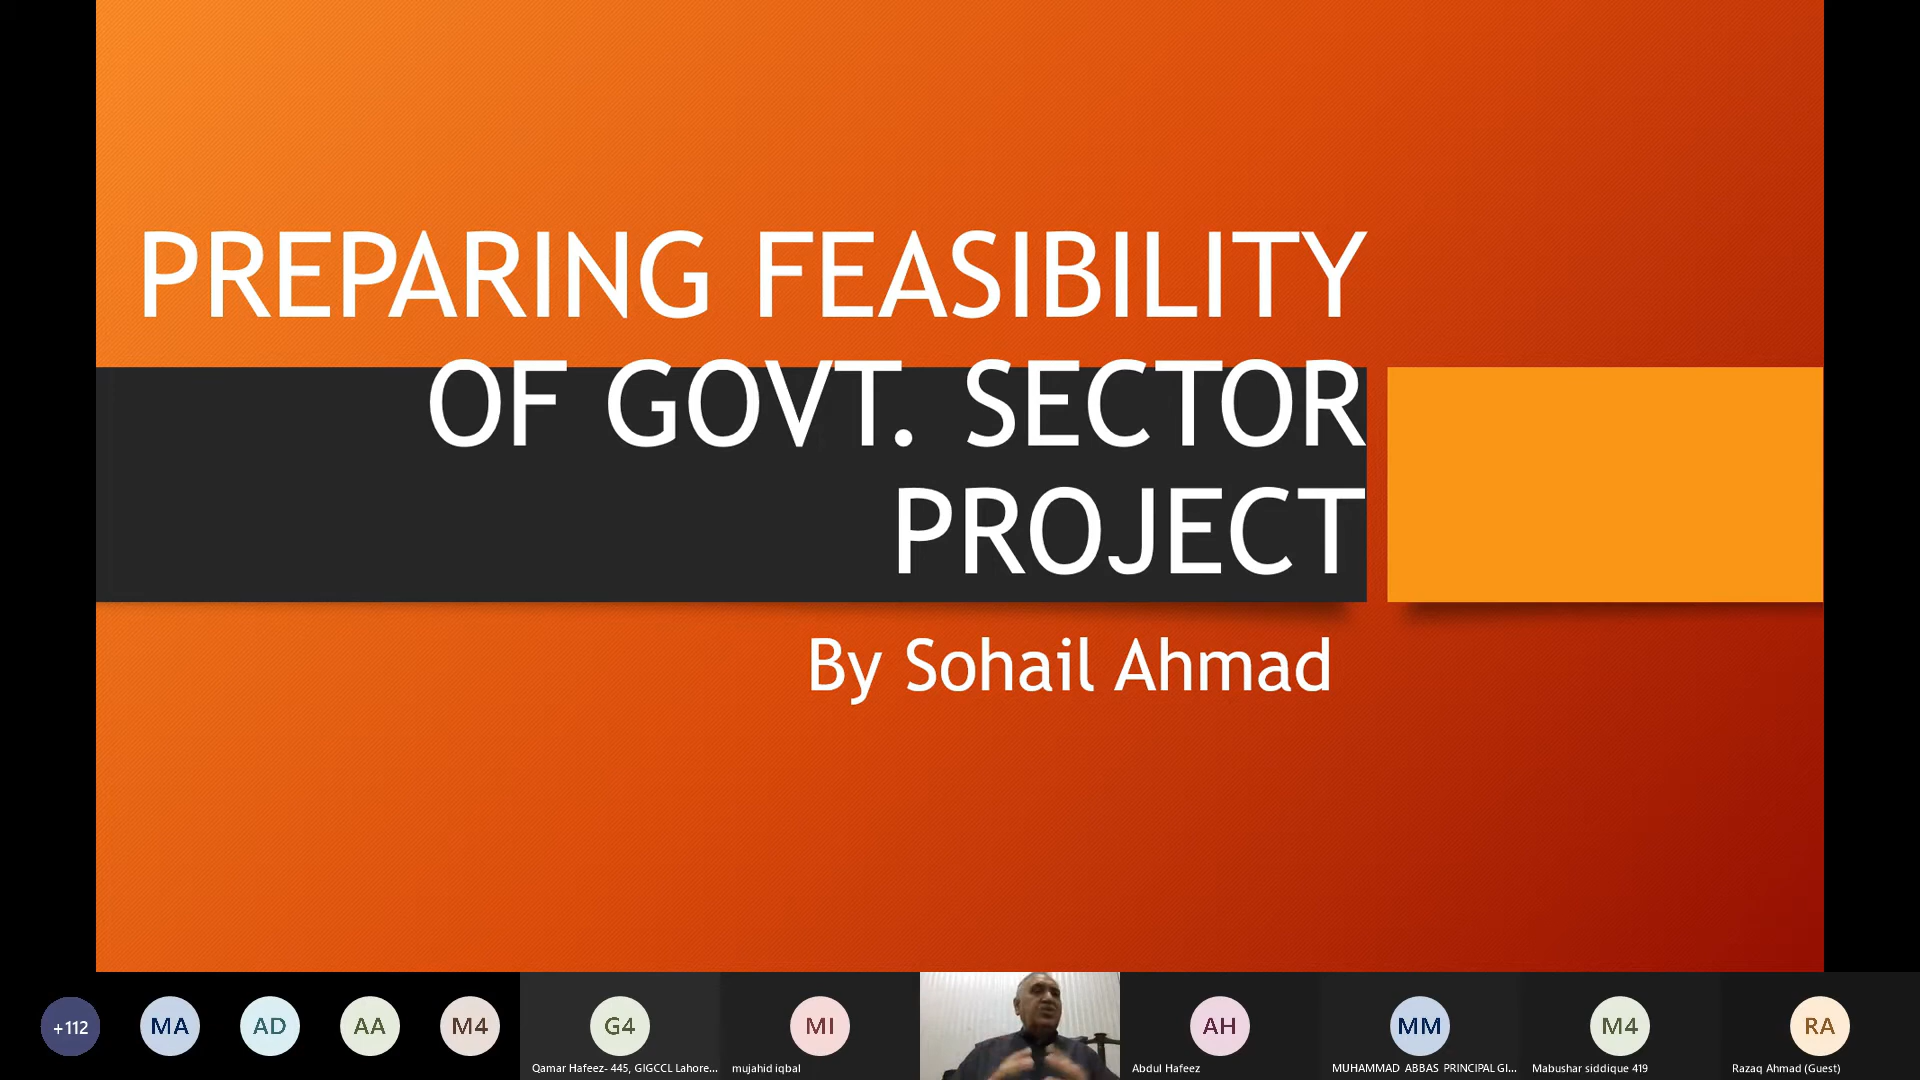 PREPARING FEASIBILITY
OF GOVT. SECTOR
PROJECT
By Sohail Ahmad
+112
MA
AD
AA
M4
G4
MI
AH
MM
M4
RA
Qamar Hafeez- 445, GIGCCL Lahore...
mujahid iqbal
Abdul Hafeez
MUHAMMAD ABBAS PRINCIPAL GI...
Mabushar siddique 419
Razaq Ahmad (Guest)